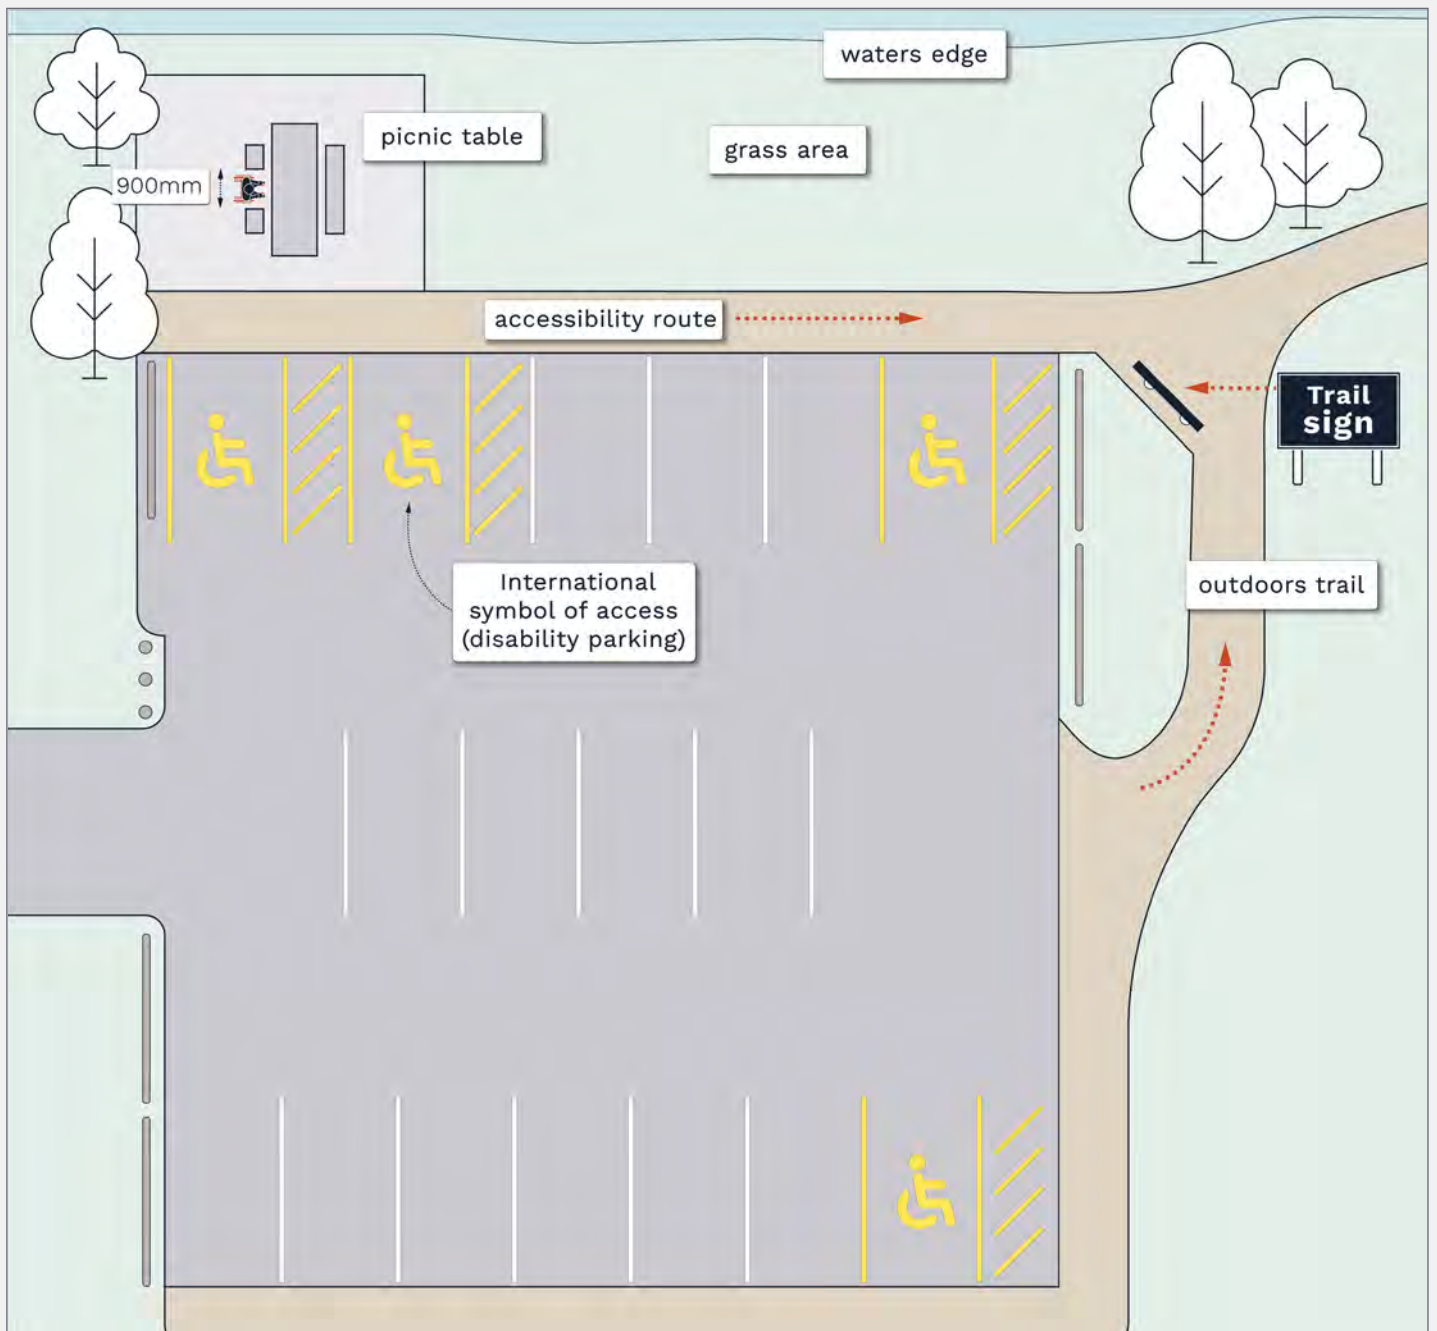 waters edge
picnic table
grass area
900mm
accessibility route
Trail
sign
International
symbol of access
(disability parking)
outdoors trail